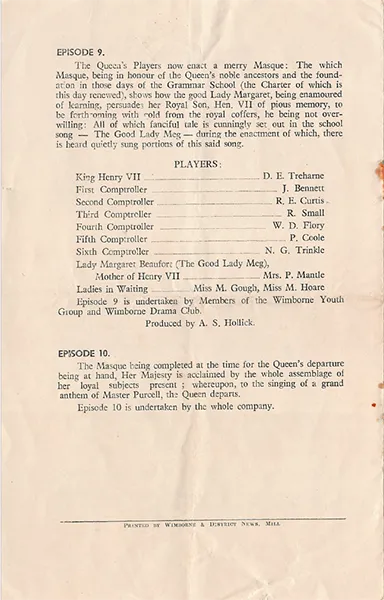 EPISODE 9.
The Queen's Players now enact a merry Masque: The which
Masque, being in honour of the Queen's noble ancestors and the found-
ation in those days of the Grammar School (the Charter of which is
this day renewed), shows how the good Lady Margaret, being enamoured
of learning, persuades her Royal Son, Hen. VII of pious memory, to
be forthcoming with gold from the royal coffers, he being not over-
willing: All of which fanciful tale is cunningly set out in the school
song — The Good Lady Meg — during the enactment of which, there
is heard quietly sung portions of this said song.
PLAYERS:
King Henry VII D. E. Treharne
First Comptroller J. Bennett
Second Comptroller R. E. Curtis
Third Comptroller R. Small
Fourth Comptroller W. D. Flory
Fifth Comptroller P. Coole
Sixth Comptroller N. G. Trinkle
Lady Margaret Beaufort (The Good Lady Meg),
Mother of Henry VII Mrs. P. Mantle
Ladies in Waiting Miss M. Gough, Miss M. Hoare
Episode 9 is undertaken by Members of the Wimborne Youth
Group and Wimborne Drama Club.
Produced by A. S. Hollick.
EPISODE 10.
The Masque being completed at the time for the Queen's departure
being at hand, Her Majesty is acclaimed by the whole assemblage of
her loyal subjects present; whereupon, to the singing of a grand
anthem of Master Purcell, the Queen departs.
Episode 10 is undertaken by the whole company.
PRINTED BY WIMBORNE & DISTRICT NEWS, MILL